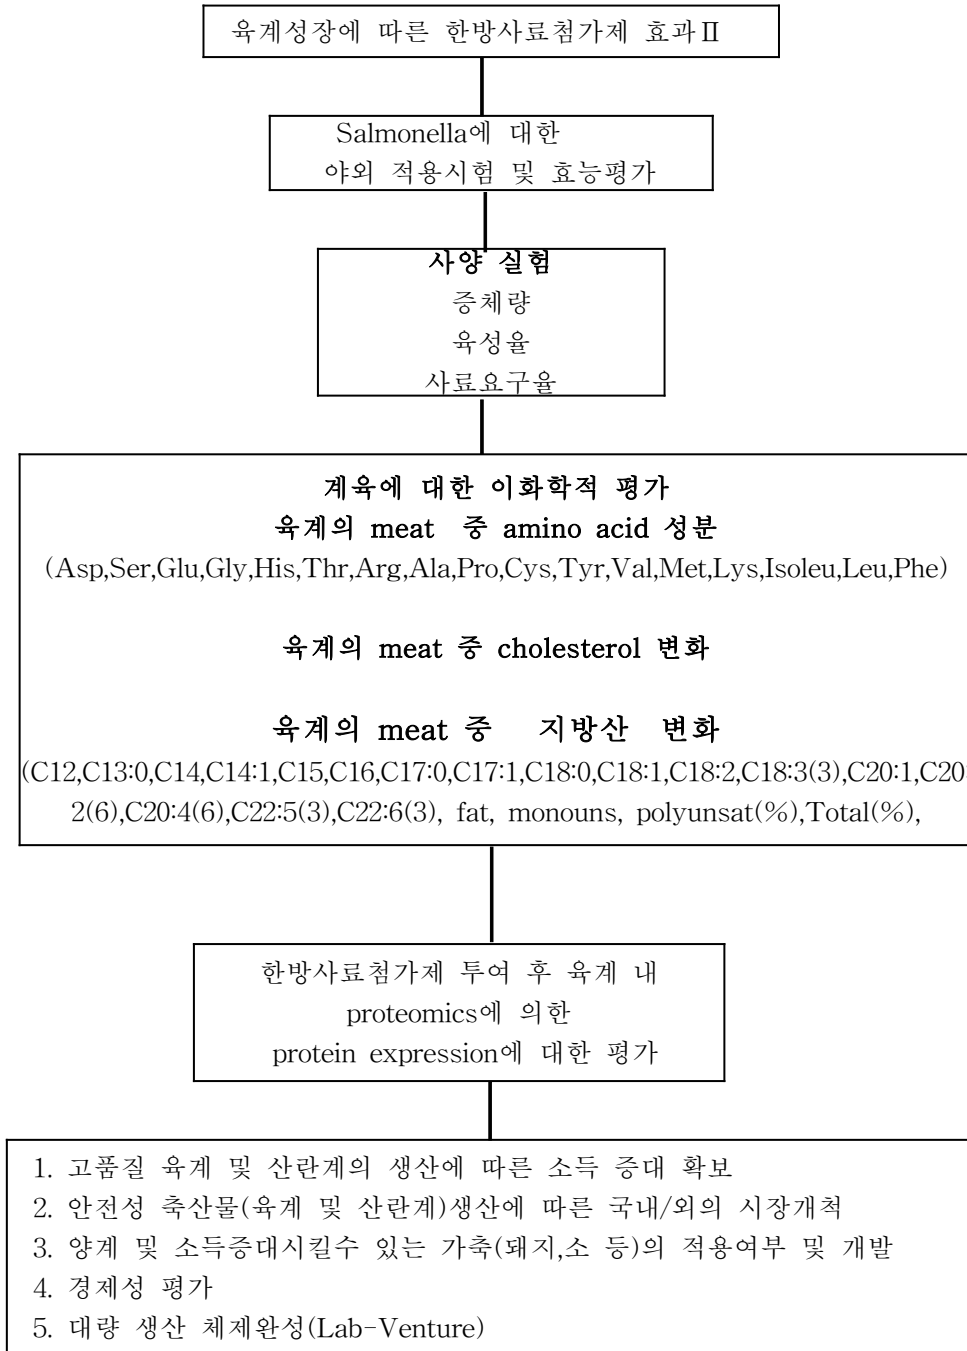 육계성장에 따른 한방사료첨가제 효과Ⅱ
Salmonella에 대한
야외 적용시험 및 효능평가
사양 실험
증체량
육성율
사료요구율
계육에 대한 이화학적 평가
육계의 meat 중 amino acid 성분
(Asp,Ser,Glu,Gly,His,Thr,Arg,Ala,Pro,Cys,Tyr,Val,Met,Lys,Isoleu,Leu,Phe)
육계의 meat 중 cholesterol 변화
육계의 meat 중 지방산 변화
(C12,C13:0,C14,C14:1,C15,C16,C17:0,C17:1,C18:0,C18:1,C18:2,C18:3(3),C20:1,C20:
2(6),C20:4(6),C22:5(3),C22:6(3), fat, monouns, polyunsat(%),Total(%),
한방사료첨가제 투여 후 육계 내
proteomics에 의한
protein expression에 대한 평가
1. 고품질 육계 및 산란계의 생산에 따른 소득 증대 확보
2. 안전성 축산물(육계 및 산란계)생산에 따른 국내/외의 시장개척
3. 양계 및 소득증대시킬수 있는 가축(돼지,소 등)의 적용여부 및 개발
4. 경제성 평가
5. 대량 생산 체제완성(Lab-Venture)